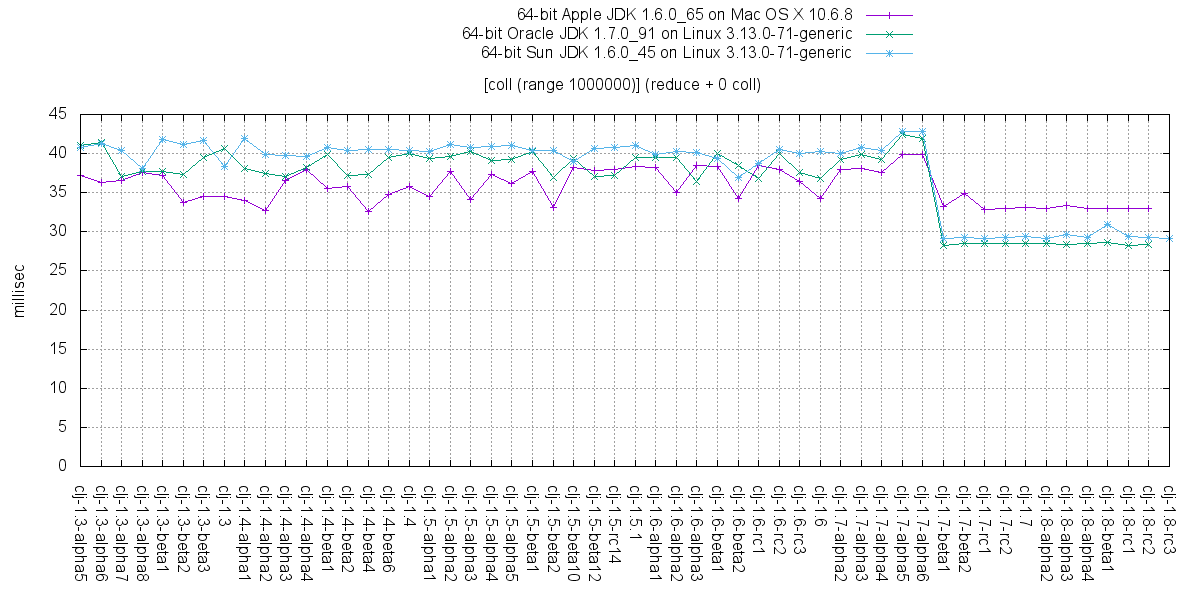 64-bit Apple JDK 1.6.0_65 on Mac OS X 10.6.8
64-bit Oracle JDK 1.7.0_91 on Linux 3.13.0-71-generic
64-bit Sun JDK 1.6.0_45 on Linux 3.13.0-71-generic
[coll (range 1000000)] (reduce + 0 coll)
millisec
45
40
35
30
25
20
15
10
5
0
clj-1.3-alpha5
clj-1.3-alpha6
clj-1.3-alpha7
clj-1.3-alpha8
clj-1.3-beta1
clj-1.3-beta2
clj-1.3-beta3
clj-1.3
clj-1.4-alpha1
clj-1.4-alpha2
clj-1.4-alpha3
clj-1.4-alpha4
clj-1.4-beta1
clj-1.4-beta2
clj-1.4-beta4
clj-1.4-beta6
clj-1.4
clj-1.5-alpha1
clj-1.5-alpha2
clj-1.5-alpha3
clj-1.5-alpha4
clj-1.5-alpha5
clj-1.5-beta1
clj-1.5-beta2
clj-1.5-beta10
clj-1.5-beta12
clj-1.5-rc14
clj-1.5.1
clj-1.6-alpha1
clj-1.6-alpha2
clj-1.6-alpha3
clj-1.6-beta1
clj-1.6-beta2
clj-1.6-rc1
clj-1.6-rc2
clj-1.6-rc3
clj-1.6
clj-1.7-alpha2
clj-1.7-alpha3
clj-1.7-alpha4
clj-1.7-alpha5
clj-1.7-alpha6
clj-1.7-beta1
clj-1.7-beta2
clj-1.7-rc1
clj-1.7-rc2
clj-1.7
clj-1.8-alpha2
clj-1.8-alpha3
clj-1.8-alpha4
clj-1.8-beta1
clj-1.8-rc1
clj-1.8-rc2
clj-1.8-rc3